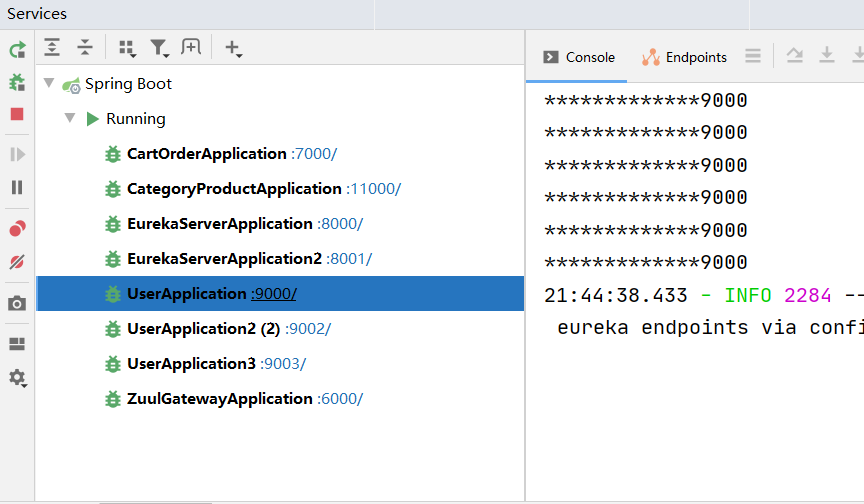 Services
Spring Boot
Running
CartOrderApplication :7000/
CategoryProductApplication :11000/
EurekaServerApplication :8000/
EurekaServerApplication2 :8001/
UserApplication :9000/
UserApplication2 (2) :9002/
UserApplication3 :9003/
ZuulGatewayApplication :6000/
Console Endpoints
*************9000
*************9000
*************9000
*************9000
*************9000
*************9000
21:44:38.433 - INFO 2284 --
eureka endpoints via confi